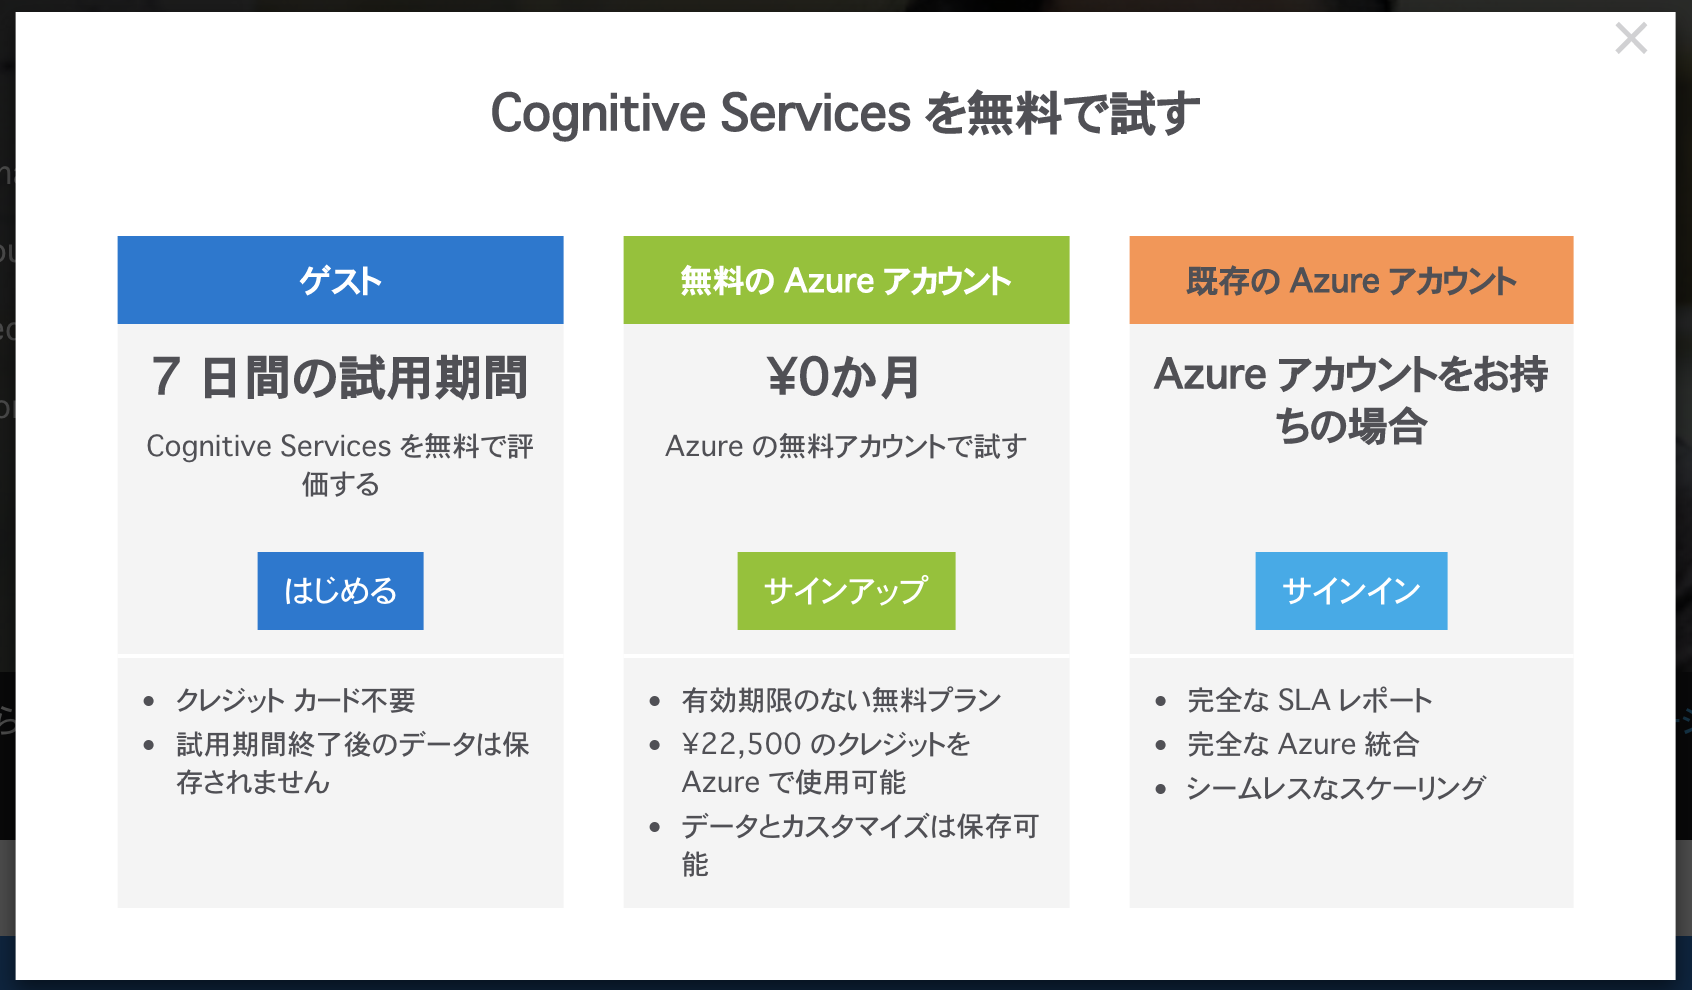 Cognitive Services を無料で試す
ゲスト
7 日間の試用期間
Cognitive Services を無料で評
価する
はじめる
クレジット カード不要
試用期間終了後のデータは保
存されません
無料の Azure アカウント
¥0か月
Azure の無料アカウントで試す
サインアップ
有効期限のない無料プラン
¥22,500 のクレジットを
Azure で使用可能
データとカスタマイズは保存可
能
既存の Azure アカウント
Azure アカウントをお持
ちの場合
サインイン
完全な SLA レポート
完全な Azure 統合
シームレスなスケーリング